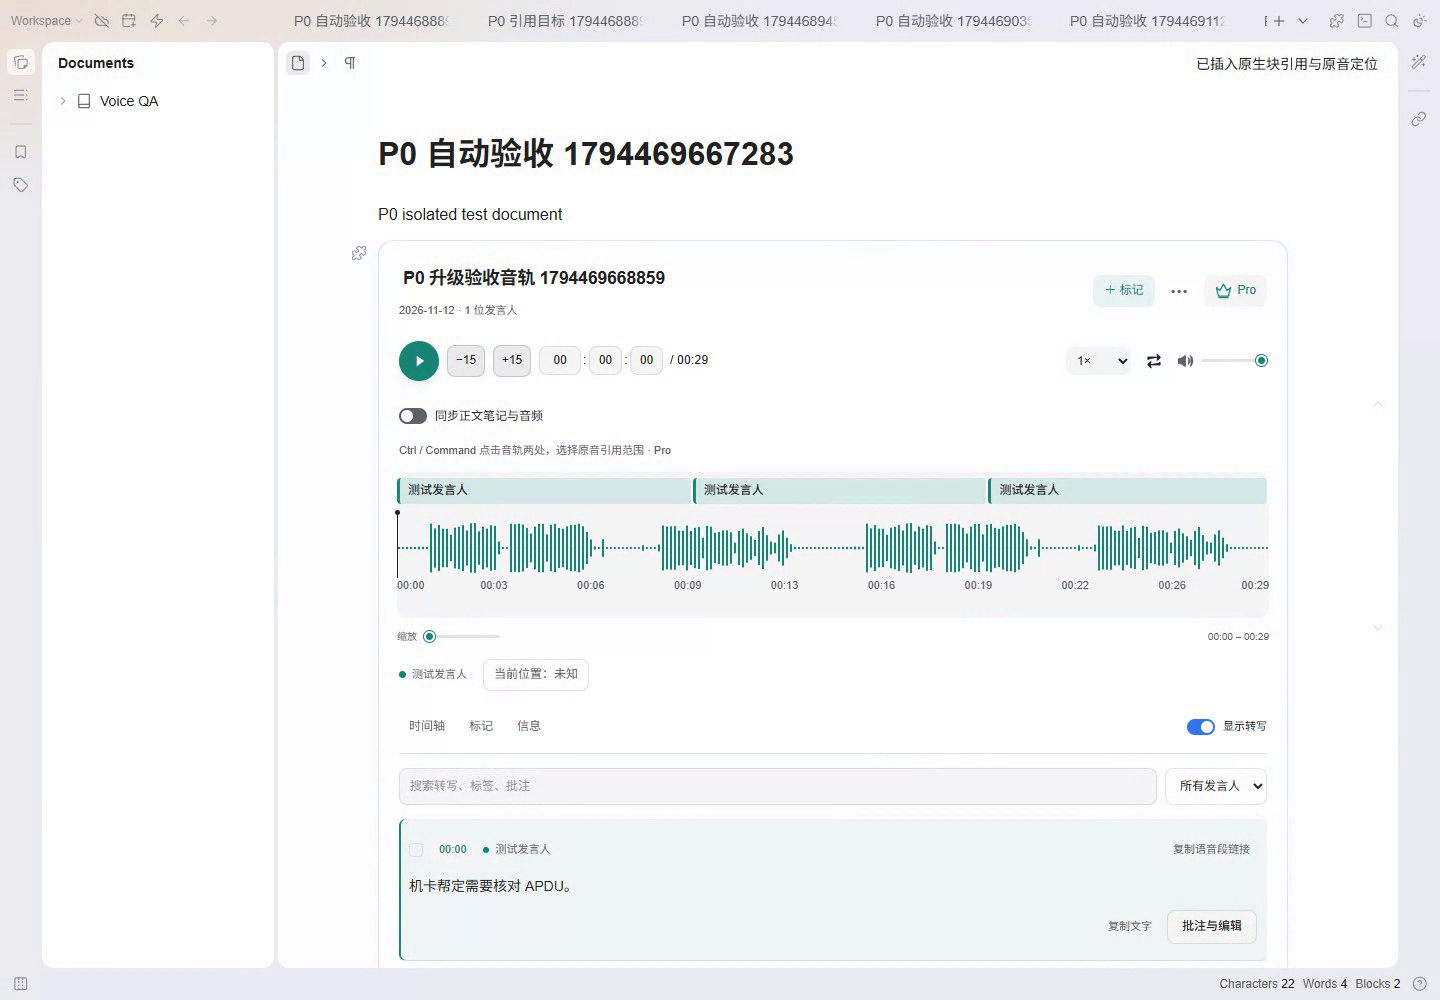 Workspace
P0 自动验收 179446888
P0 引用目标 179446888
P0 自动验收 179446894
P0 自动验收 179446903
P0 自动验收 17944691
Documents
Voice QA
已插入原生块引用与原音定位
P0 自动验收 1794469667283
P0 isolated test document
P0 升级验收音轨 1794469668859
2026-11-12 · 1 位发言人
+ 标记
••• 
Pro
−15
+15
00 : 00 : 00 / 00:29
1×
同步正文笔记与音频
Ctrl / Command 点击音轨两处，选择原音引用范围 · Pro
测试发言人 测试发言人 测试发言人
00:00 00:03 00:06 00:09 00:13 00:16 00:19 00:22 00:26 00:29
缩放
00:00 – 00:29
测试发言人
当前位置：未知
时间轴 标记 信息
显示转写
搜索转写、标签、批注
所有发言人
00:00 测试发言人
复制语音段链接
机卡帮定需要核对 APDU。
复制文字
批注与编辑
Characters 22 Words 4 Blocks 2